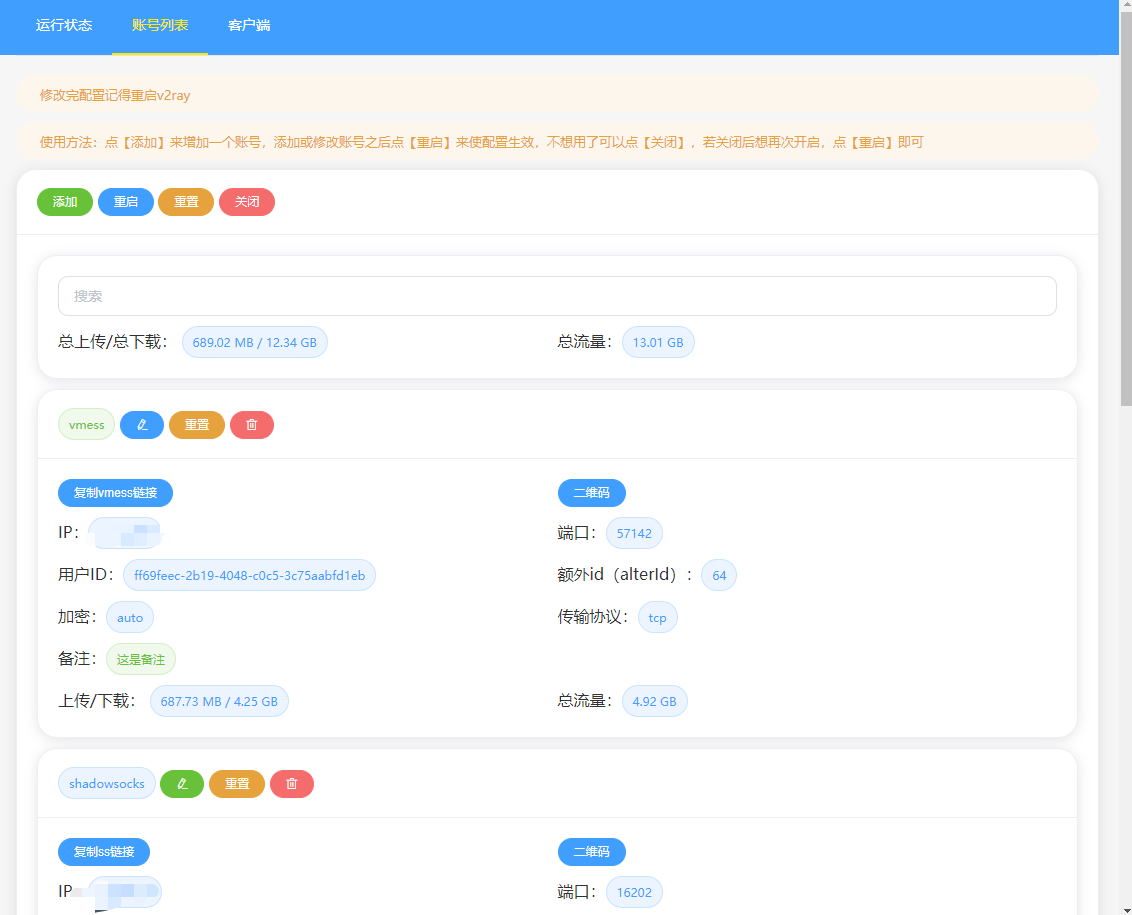 运行状态 账号列表 客户端
修改完配置记得重启v2ray
使用方法：点【添加】来增加一个账号，添加或修改账号之后点【重启】来使配置生效，不想用了可以点【关闭】，若关闭后想再次开启，点【重启】即可
添加 重启 重置 关闭
搜索
总上传/总下载： 689.02 MB / 12.34 GB 总流量： 13.01 GB
vmess 重置
复制vmess链接 二维码
IP： 端口： 57142
用户ID： ff69feec-2b19-4048-c0c5-3c75aabfd1eb 额外id（alterId）： 64
加密： auto 传输协议： tcp
备注： 这是备注
上传/下载： 687.73 MB / 4.25 GB 总流量： 4.92 GB
shadowsocks 重置
复制ss链接 二维码
IP 端口： 16202